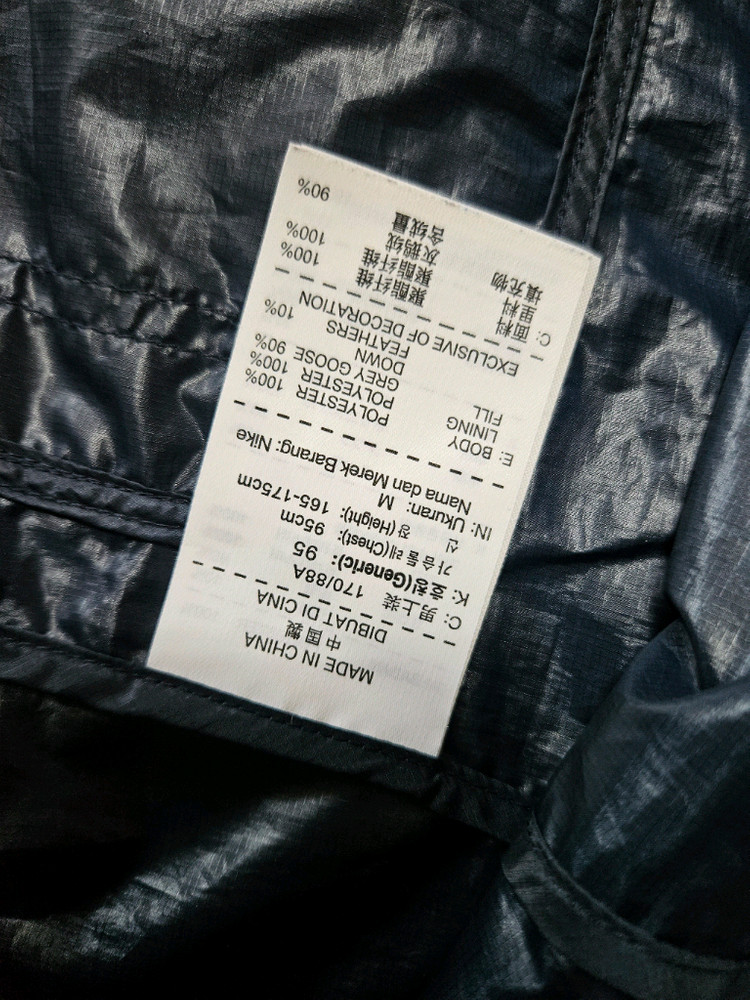 MADE IN CHINA
中国製
DIBUAT DI CINA
C: 男上装 170/88A
K: 호칭(Generic): 95
가슴둘레(Chest): 95cm
신 장(Height): 165-175cm
IN: Ukuran: M
Nama dan Merek Barang: Nike
E: BODY POLYESTER 100%
LINING POLYESTER 100%
FILL GREY GOOSE 90%
DOWN
FEATHERS 10%
EXCLUSIVE OF DECORATION
C: 面料 聚酯纤维 100%
里料 聚酯纤维 100%
填充物 灰鹅绒
含绒量 90%